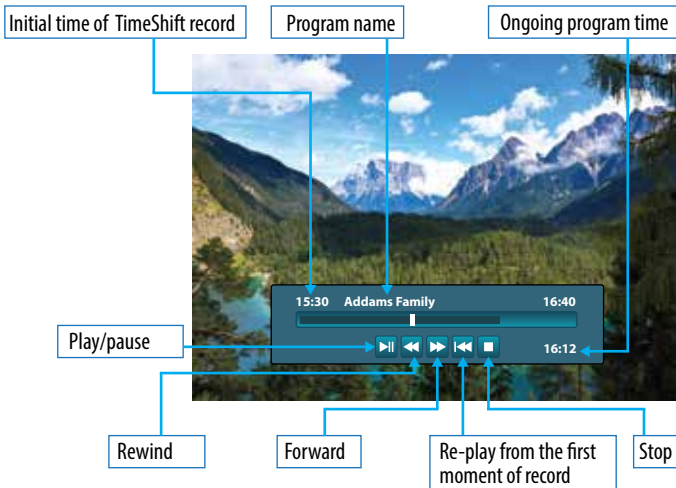 Initial time of TimeShift record
Program name
Ongoing program time
15:30 Addams Family 16:40
16:12
Play/pause
Rewind
Forward
Re-play from the first
moment of record
Stop